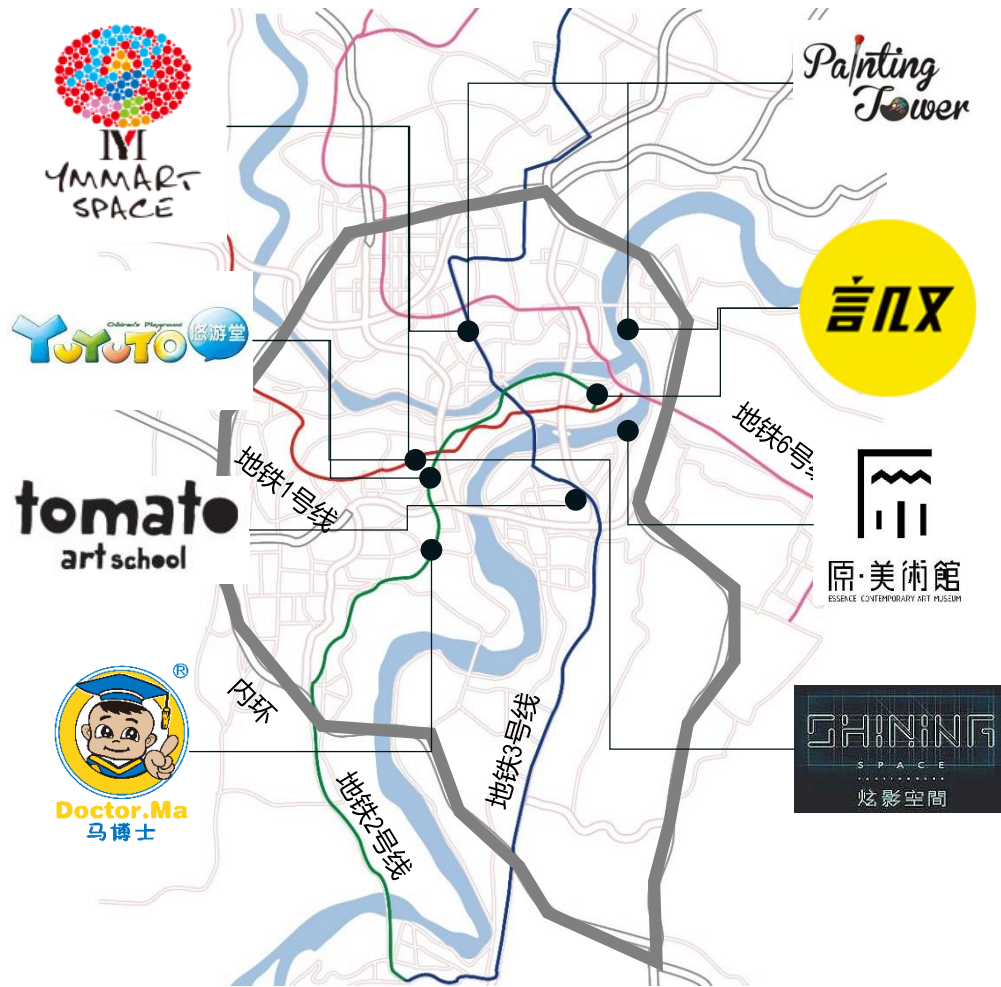 YMMART
SPACE
Painting
Tower
Children's Playground
YUYUTO
悠游堂
言几又
地铁6号
tomato
art school
地铁1号线
原·美術館
ESSENCE CONTEMPORARY ART MUSEUM
®
Doctor.Ma
马博士
内环
地铁2号线
地铁3号线
SHINING
SPACE
炫影空間